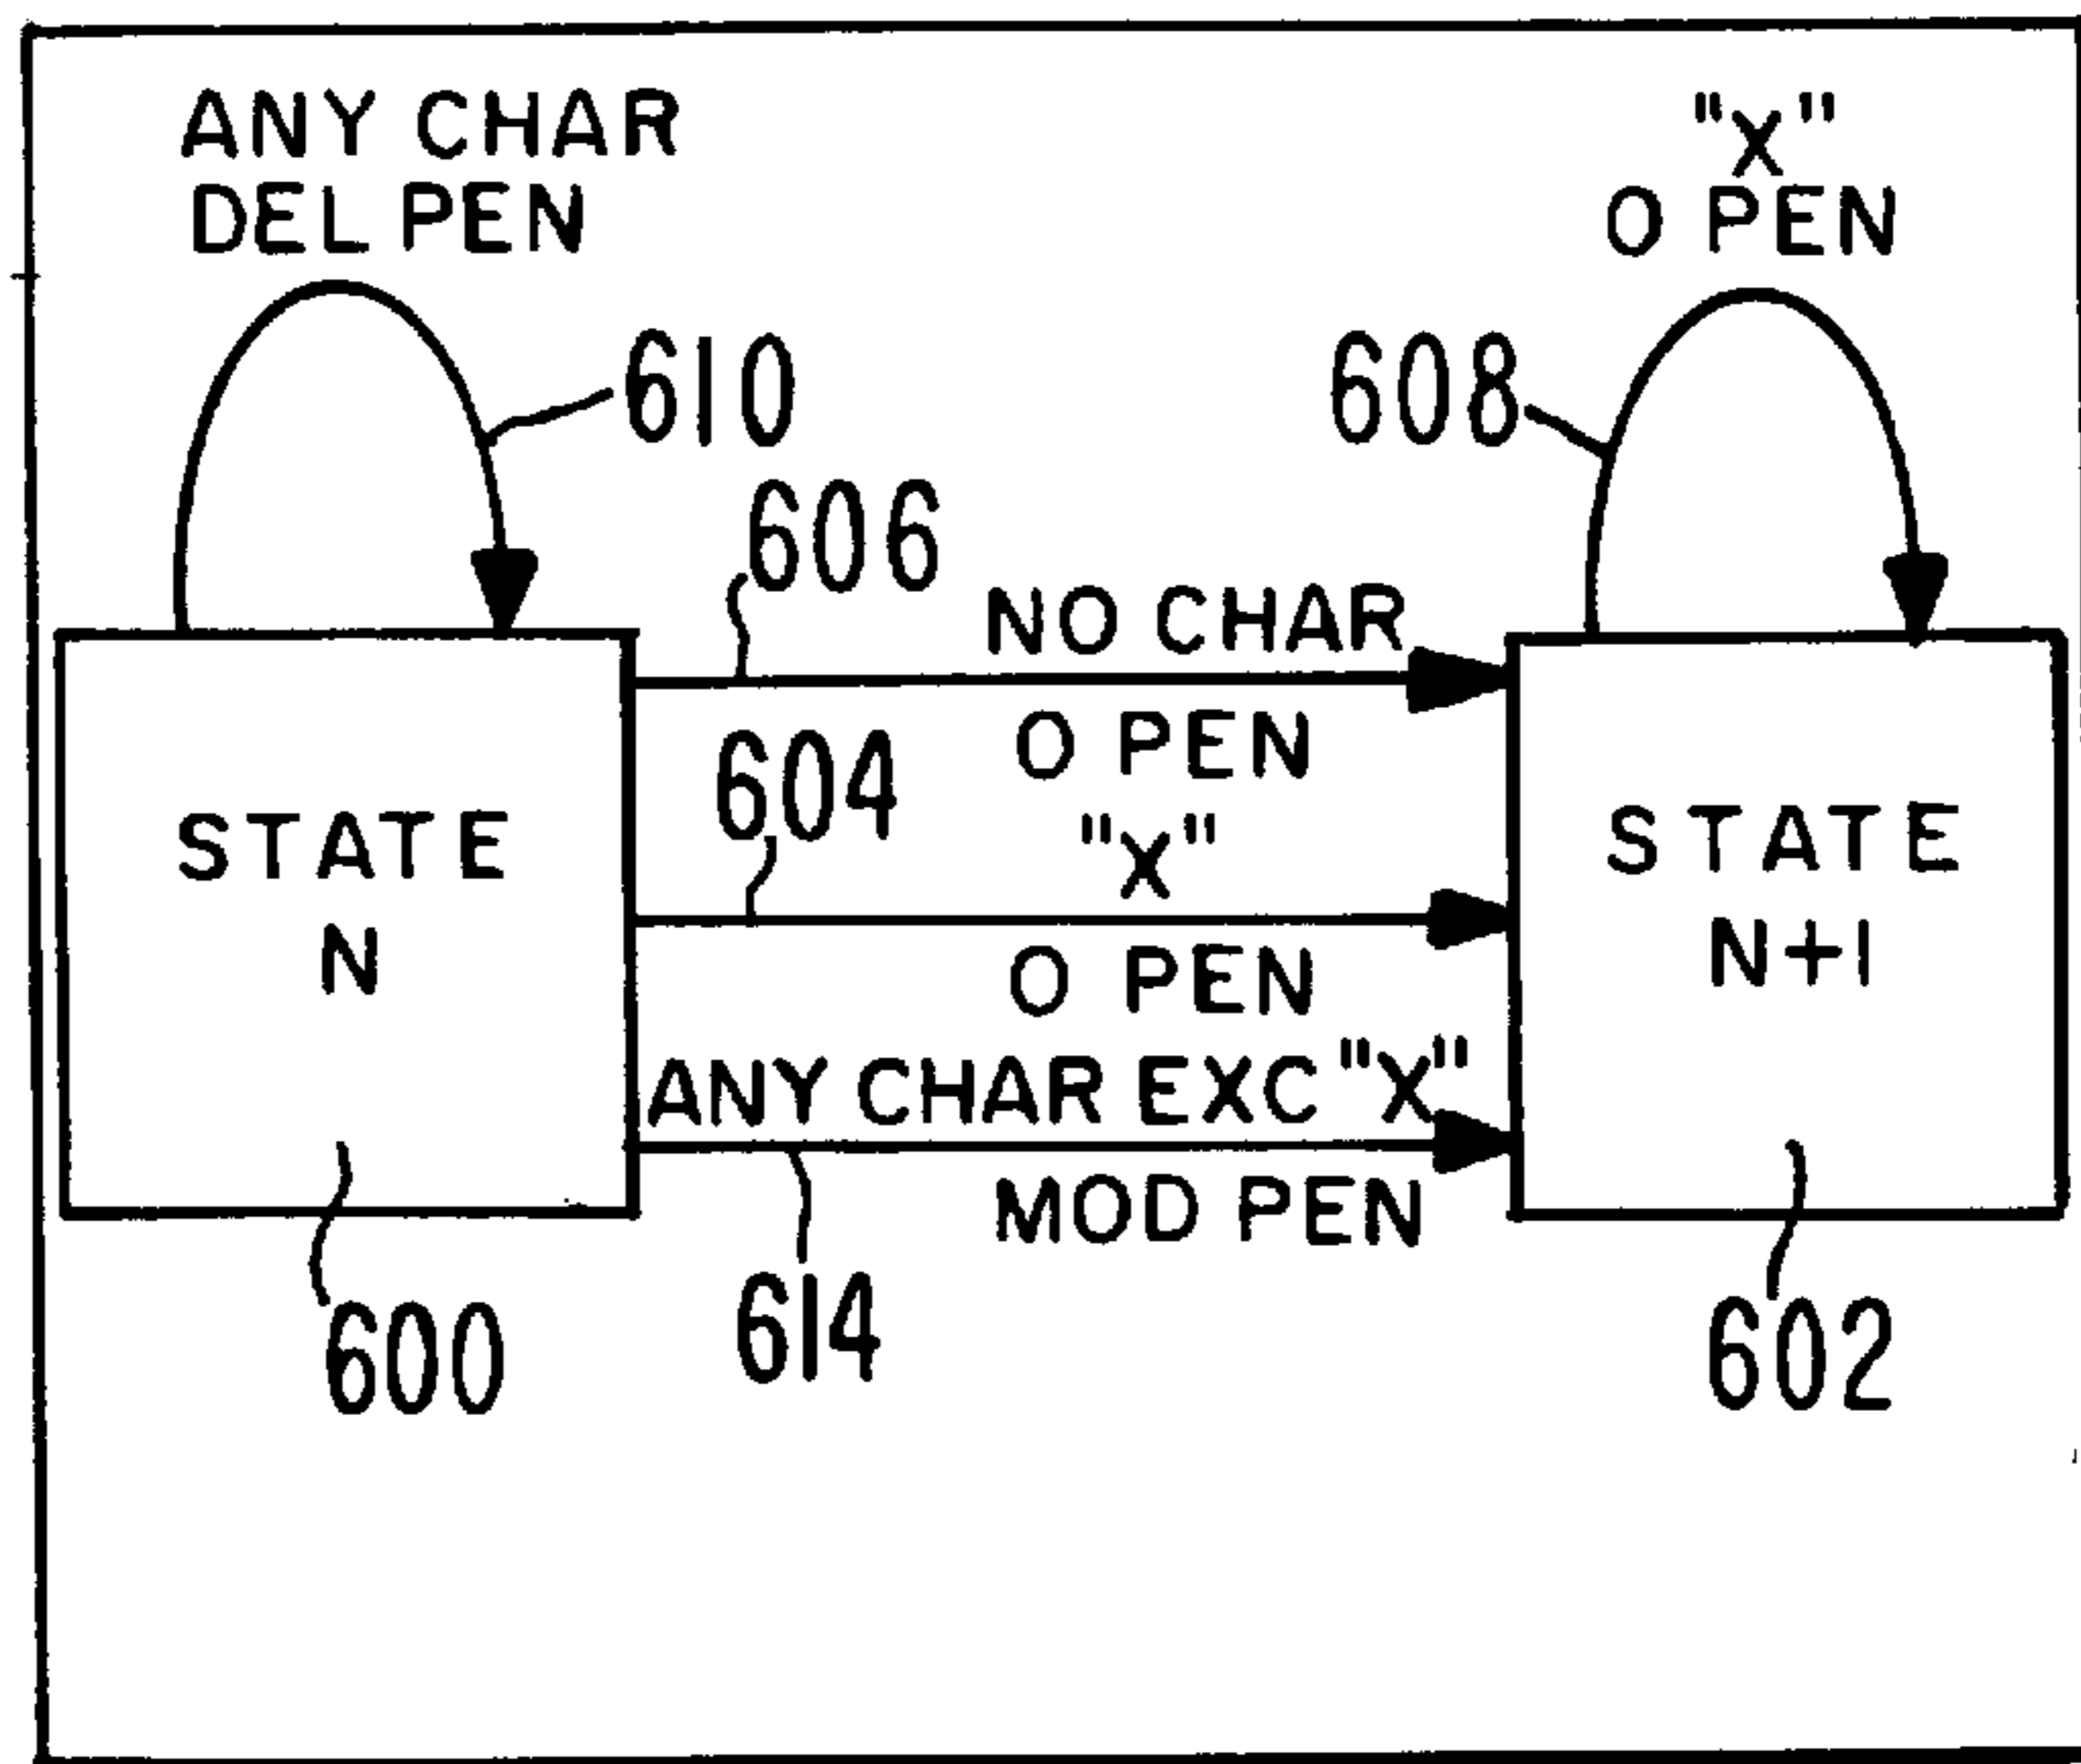 ANY CHAR
DEL PEN
"X"
O PEN
610
608
606
NO CHAR
O PEN
604
"X"
O PEN
ANY CHAR EXC "X"
MOD PEN
STATE
N
STATE
N+1
600
614
602